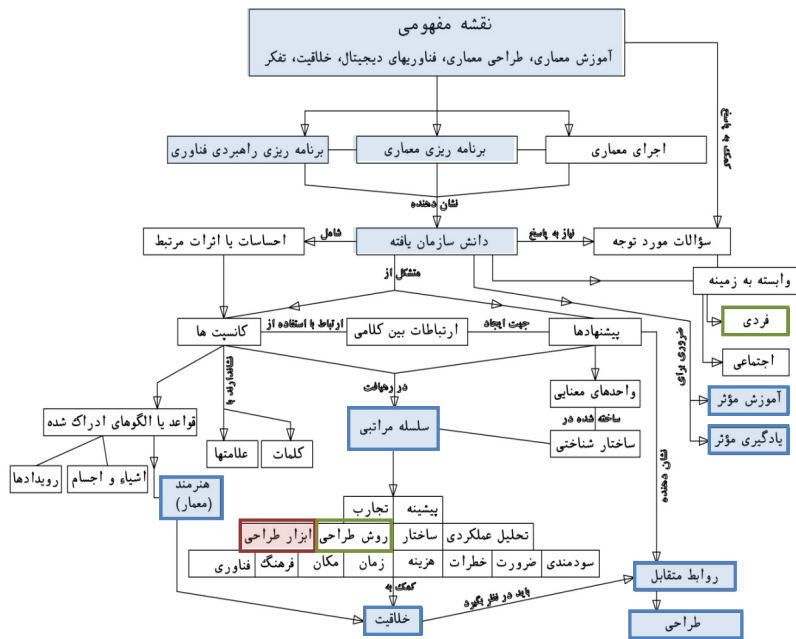 نقشه مفهومی
آموزش معماری، طراحی معماری، فناوریهای دیجیتال، خلاقیت، تفکر
کمک به پاسخ
اجرای معماری
برنامه ریزی معماری
برنامه ریزی راهبردی فناوری
نشان دهنده
سؤالات مورد توجه
نیاز به پاسخ
دانش سازمان یافته
شامل
احساسات یا اثرات مرتبط
وابسته به زمینه
متشکل از
فردی
پیشنهادها
جهت ایجاد
ارتباطات بین کلامی
ارتباط با استفاده از
کانسپت ها
ضروری برای
اجتماعی
نشاندارند با
در رهیافت
واحدهای معنایی
آموزش مؤثر
قواعد یا الگوهای ادراک شده
سلسله مراتبی
ساخته شده در
یادگیری مؤثر
ساختار شناختی
کلمات
علامتها
اشیاء و اجسام
رویدادها
هنرمند
(معمار)
نشان دهنده
پیشینه
تجارب
تحلیل عملکردی
ساختار
روش طراحی
ابزار طراحی
سودمندی
ضرورت
خطرات
هزینه
زمان
مکان
فرهنگ
فناوری
روابط متقابل
کمک به
باید در نظر بگیرد
خلاقیت
طراحی